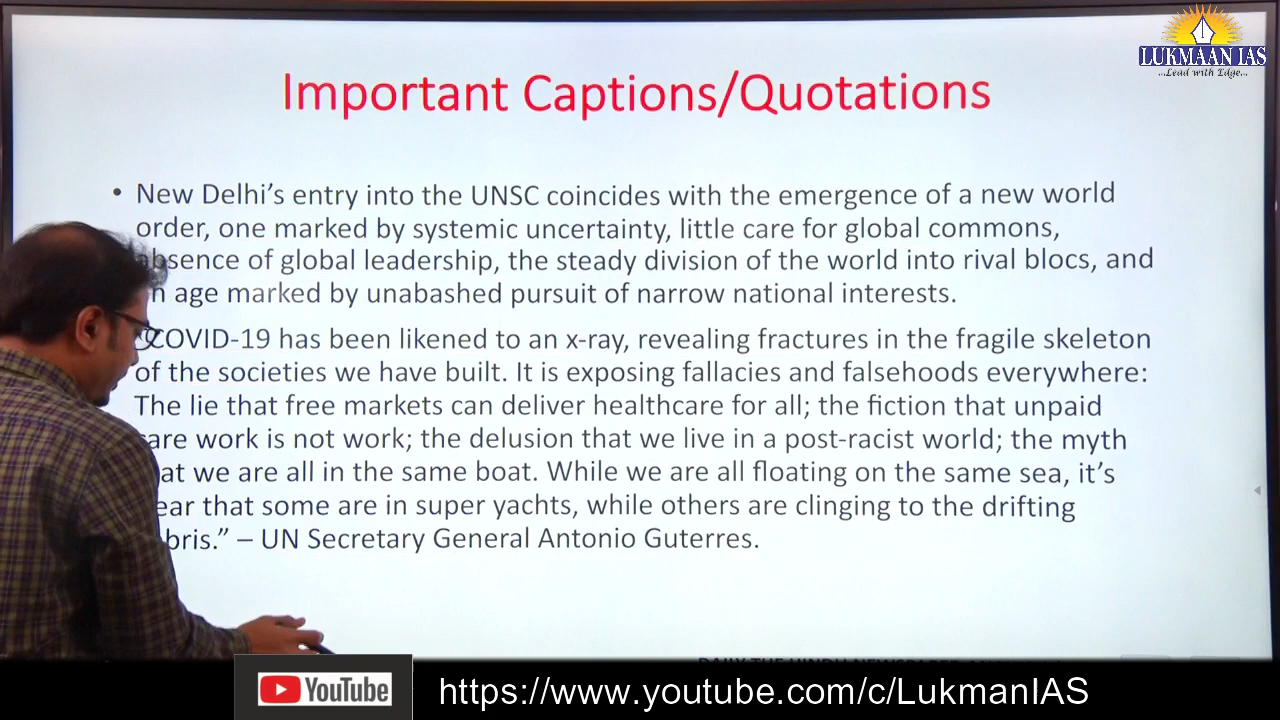 LUKMAAN IAS
...Lead with Edge...
Important Captions/Quotations
• New Delhi's entry into the UNSC coincides with the emergence of a new world
order, one marked by systemic uncertainty, little care for global commons,
absence of global leadership, the steady division of the world into rival blocs, and
n age marked by unabashed pursuit of narrow national interests.
COVID-19 has been likened to an x-ray, revealing fractures in the fragile skeleton
of the societies we have built. It is exposing fallacies and falsehoods everywhere:
The lie that free markets can deliver healthcare for all; the fiction that unpaid
care work is not work; the delusion that we live in a post-racist world; the myth
at we are all in the same boat. While we are all floating on the same sea, it's
ear that some are in super yachts, while others are clinging to the drifting
bris.” – UN Secretary General Antonio Guterres.
YouTube https://www.youtube.com/c/LukmanIAS